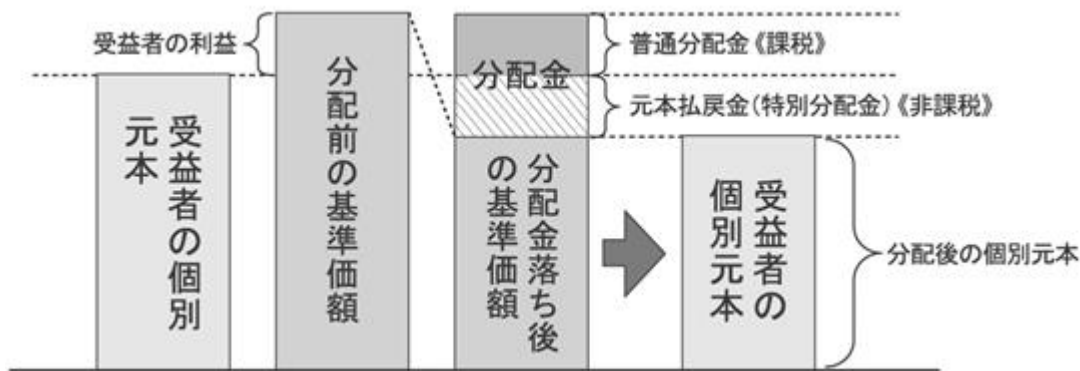 受益者の利益
受益者の個別
元本
分配前の基準価額
分配金
分配金落ち後
の基準価額
普通分配金《課税》
元本払戻金(特別分配金)《非課税》
受益者の
個別元本
分配後の個別元本